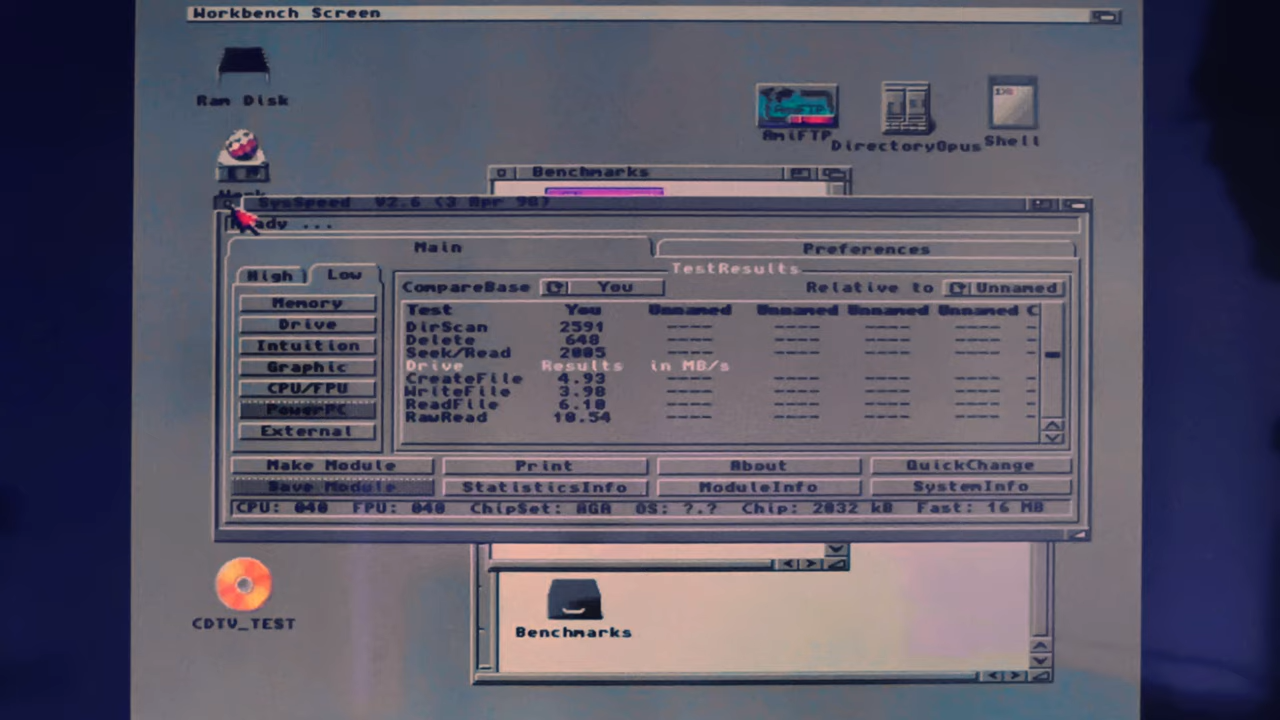 Workbench Screen
Ram Disk
AmiFTP
DirectoryOpus
Shell
Work
Benchmarks
SysSpeed V2.6 (3 Apr 98)
Ready ...
Main Preferences
High Low
TestResults
CompareBase You Relative to Unnamed
Memory
Drive
Intuition
Graphic
CPU/FPU
PowerPC
External
Test You Unnamed Unnamed Unnamed Unnamed C
DirScan 2591 ---- ---- ---- ---- -
Delete 648 ---- ---- ---- ---- -
Seek/Read 2005 ---- ---- ---- ---- -
Drive Results in MB/s
CreateFile 4.93 ---- ---- ---- ---- -
WriteFile 3.98 ---- ---- ---- ---- -
ReadFile 6.10 ---- ---- ---- ---- -
RawRead 10.54 ---- ---- ---- ---- -
Make Module Print About QuickChange
Save Module StatisticsInfo ModuleInfo SystemInfo
CPU: 040 FPU: 040 ChipSet: AGA OS: ?.? Chip: 2032 kB Fast: 16 MB
CDTV_TEST
Benchmarks